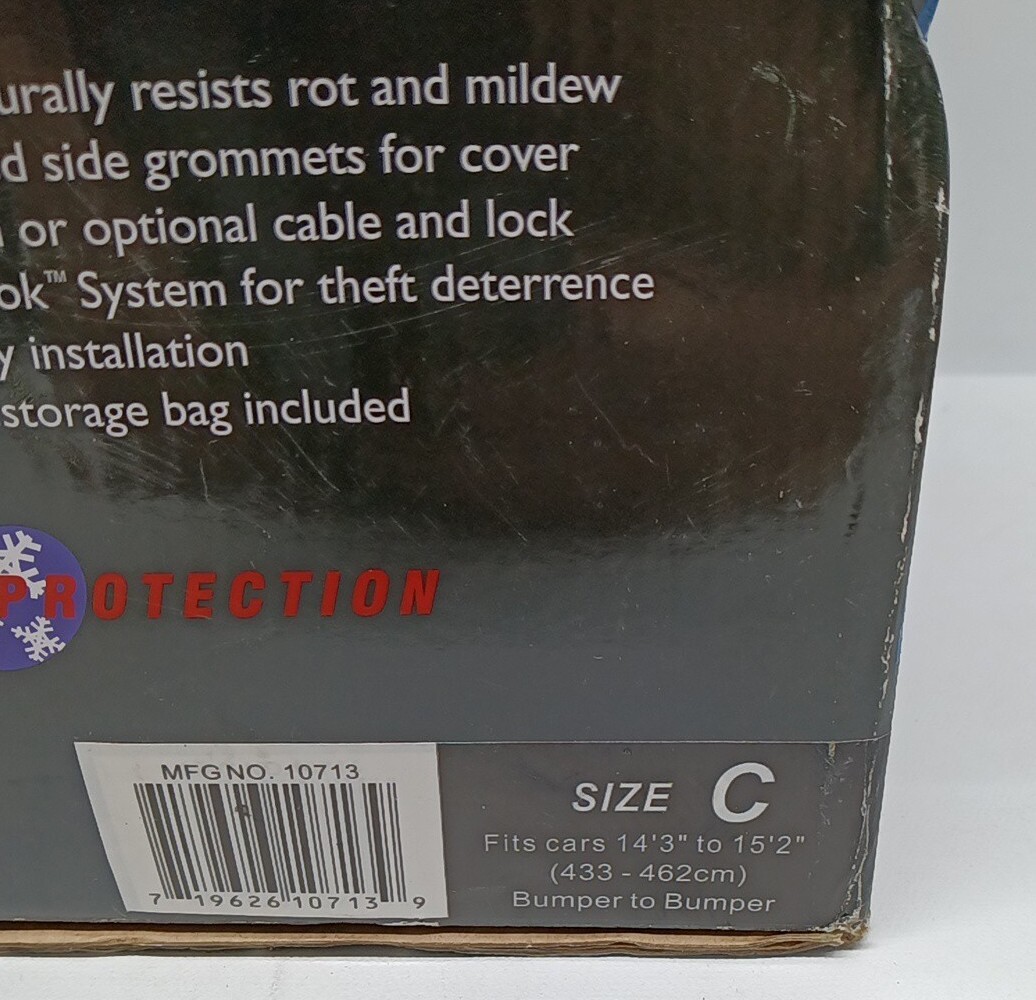 urally resists rot and mildew
d side grommets for cover
or optional cable and lock
ok™ System for theft deterrence
y installation
storage bag included
PROTECTION
MFG NO. 10713
7 19626 10713 9
SIZE C
Fits cars 14'3" to 15'2"
(433 - 462cm)
Bumper to Bumper